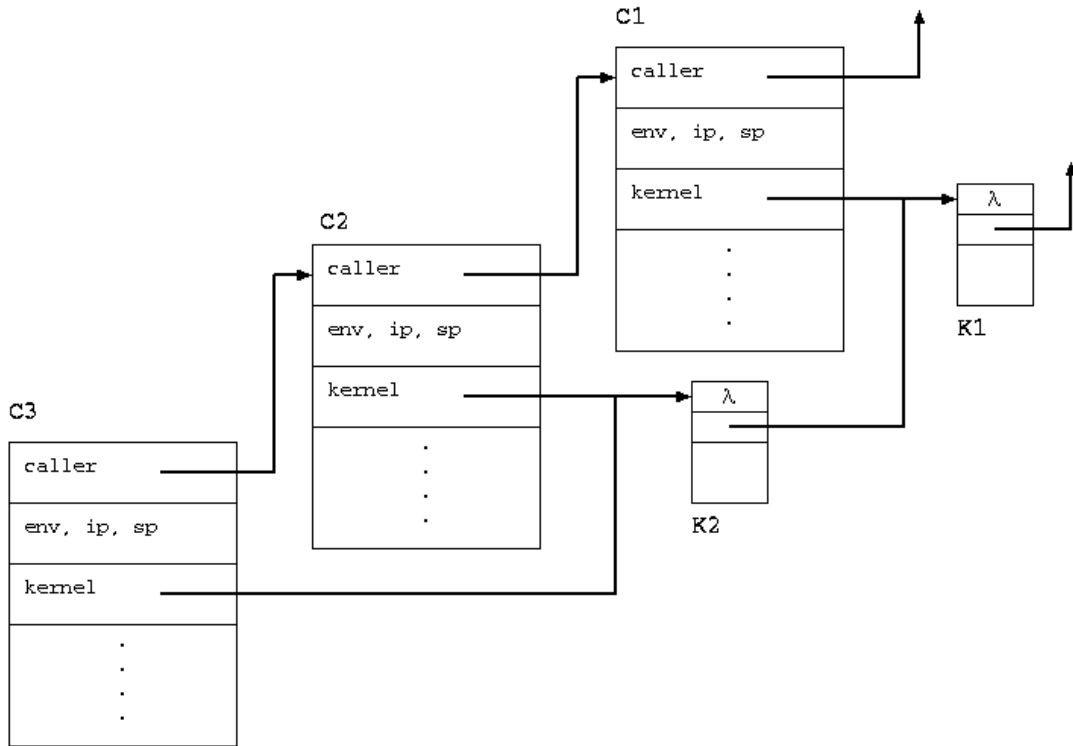 C1
caller
env, ip, sp
kernel
λ
K1
C2
caller
env, ip, sp
kernel
λ
K2
C3
caller
env, ip, sp
kernel